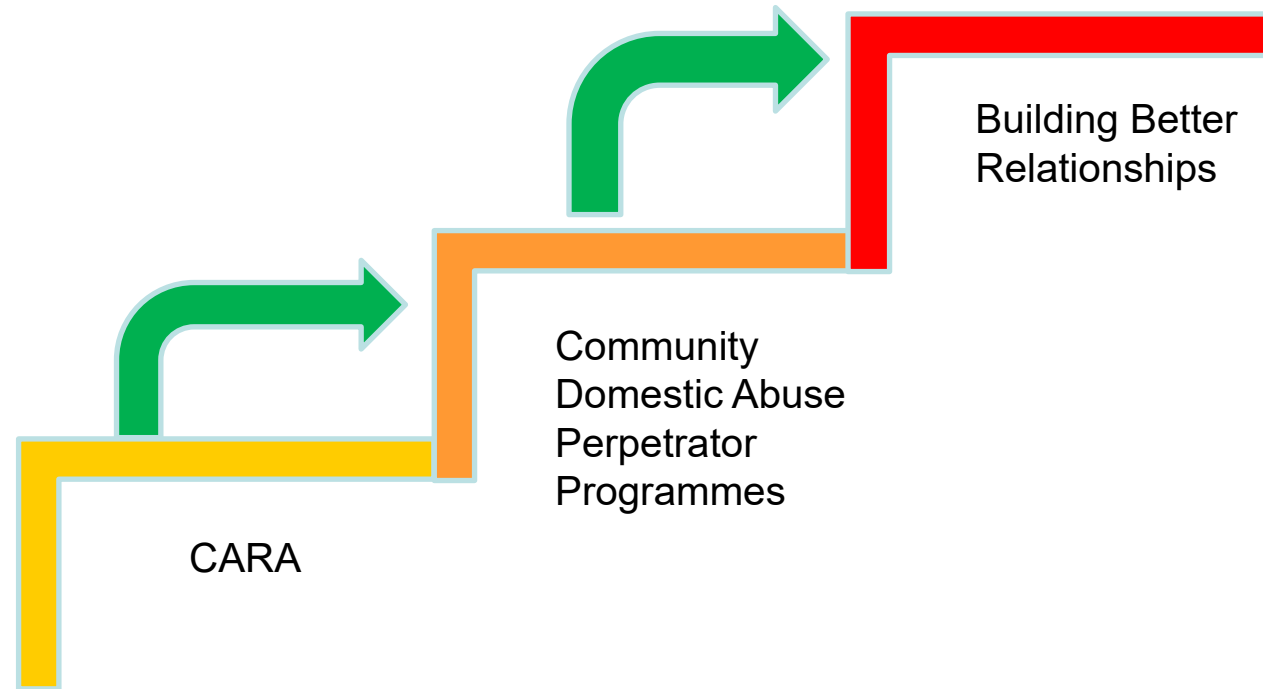 Building Better
Relationships
Community
Domestic Abuse
Perpetrator
Programmes
CARA